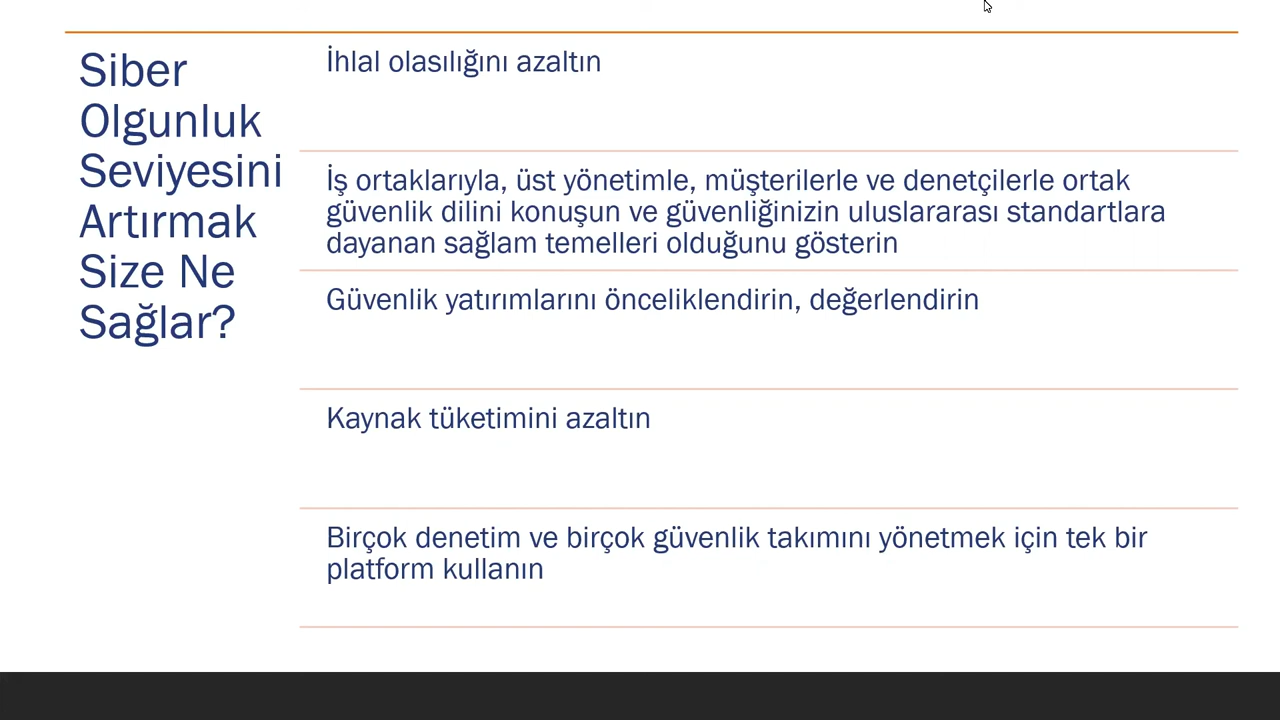 Siber
Olgunluk
Seviyesini
Artırmak
Size Ne
Sağlar?
İhlal olasılığını azaltın
İş ortaklarıyla, üst yönetimle, müşterilerle ve denetçilerle ortak
güvenlik dilini konuşun ve güvenliğinizin uluslararası standartlara
dayanan sağlam temelleri olduğunu gösterin
Güvenlik yatırımlarını önceliklendirin, değerlendirin
Kaynak tüketimini azaltın
Birçok denetim ve birçok güvenlik takımını yönetmek için tek bir
platform kullanın